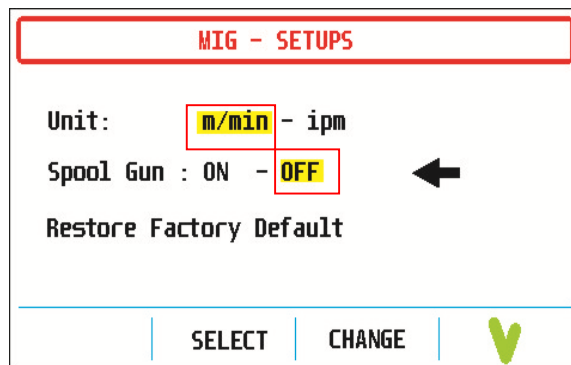 MIG - SETUPS
Unit: m/min - ipm
Spool Gun : ON - OFF
Restore Factory Default
SELECT CHANGE